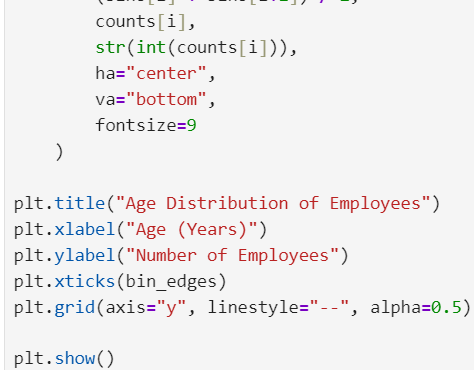 counts[i],
str(int(counts[i])),
ha="center",
va="bottom",
fontsize=9
)
plt.title("Age Distribution of Employees")
plt.xlabel("Age (Years)")
plt.ylabel("Number of Employees")
plt.xticks(bin_edges)
plt.grid(axis="y", linestyle="--", alpha=0.5)
plt.show()